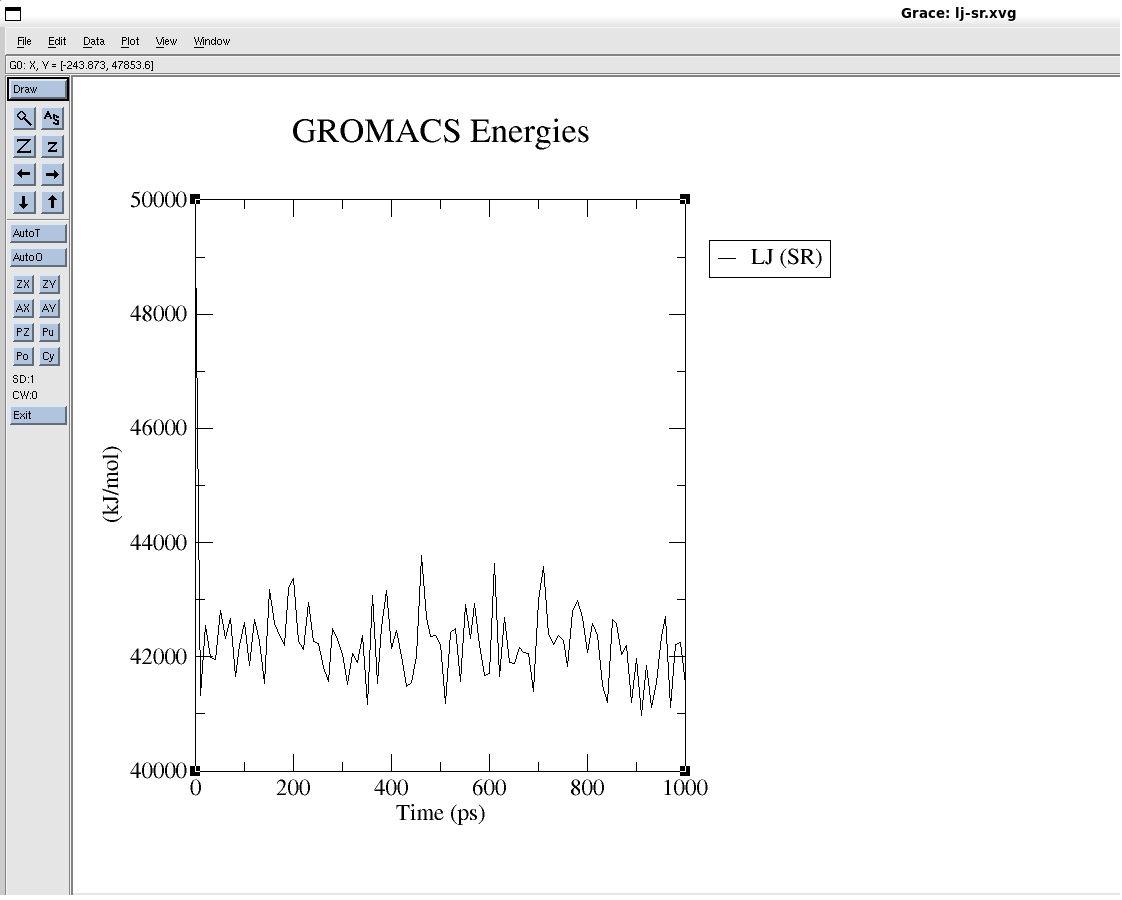 Grace: lj-sr.xvg
File Edit Data Plot View Window
G0: X, Y = [-243.873, 47853.6]
Draw
AS
Z z
AutoT
AutoO
ZX ZY
AX AY
PZ Pu
Po Cy
SD:1
CW:0
Exit
GROMACS Energies
50000
48000
46000
44000
42000
40000
(kJ/mol)
0 200 400 600 800 1000
Time (ps)
LJ (SR)